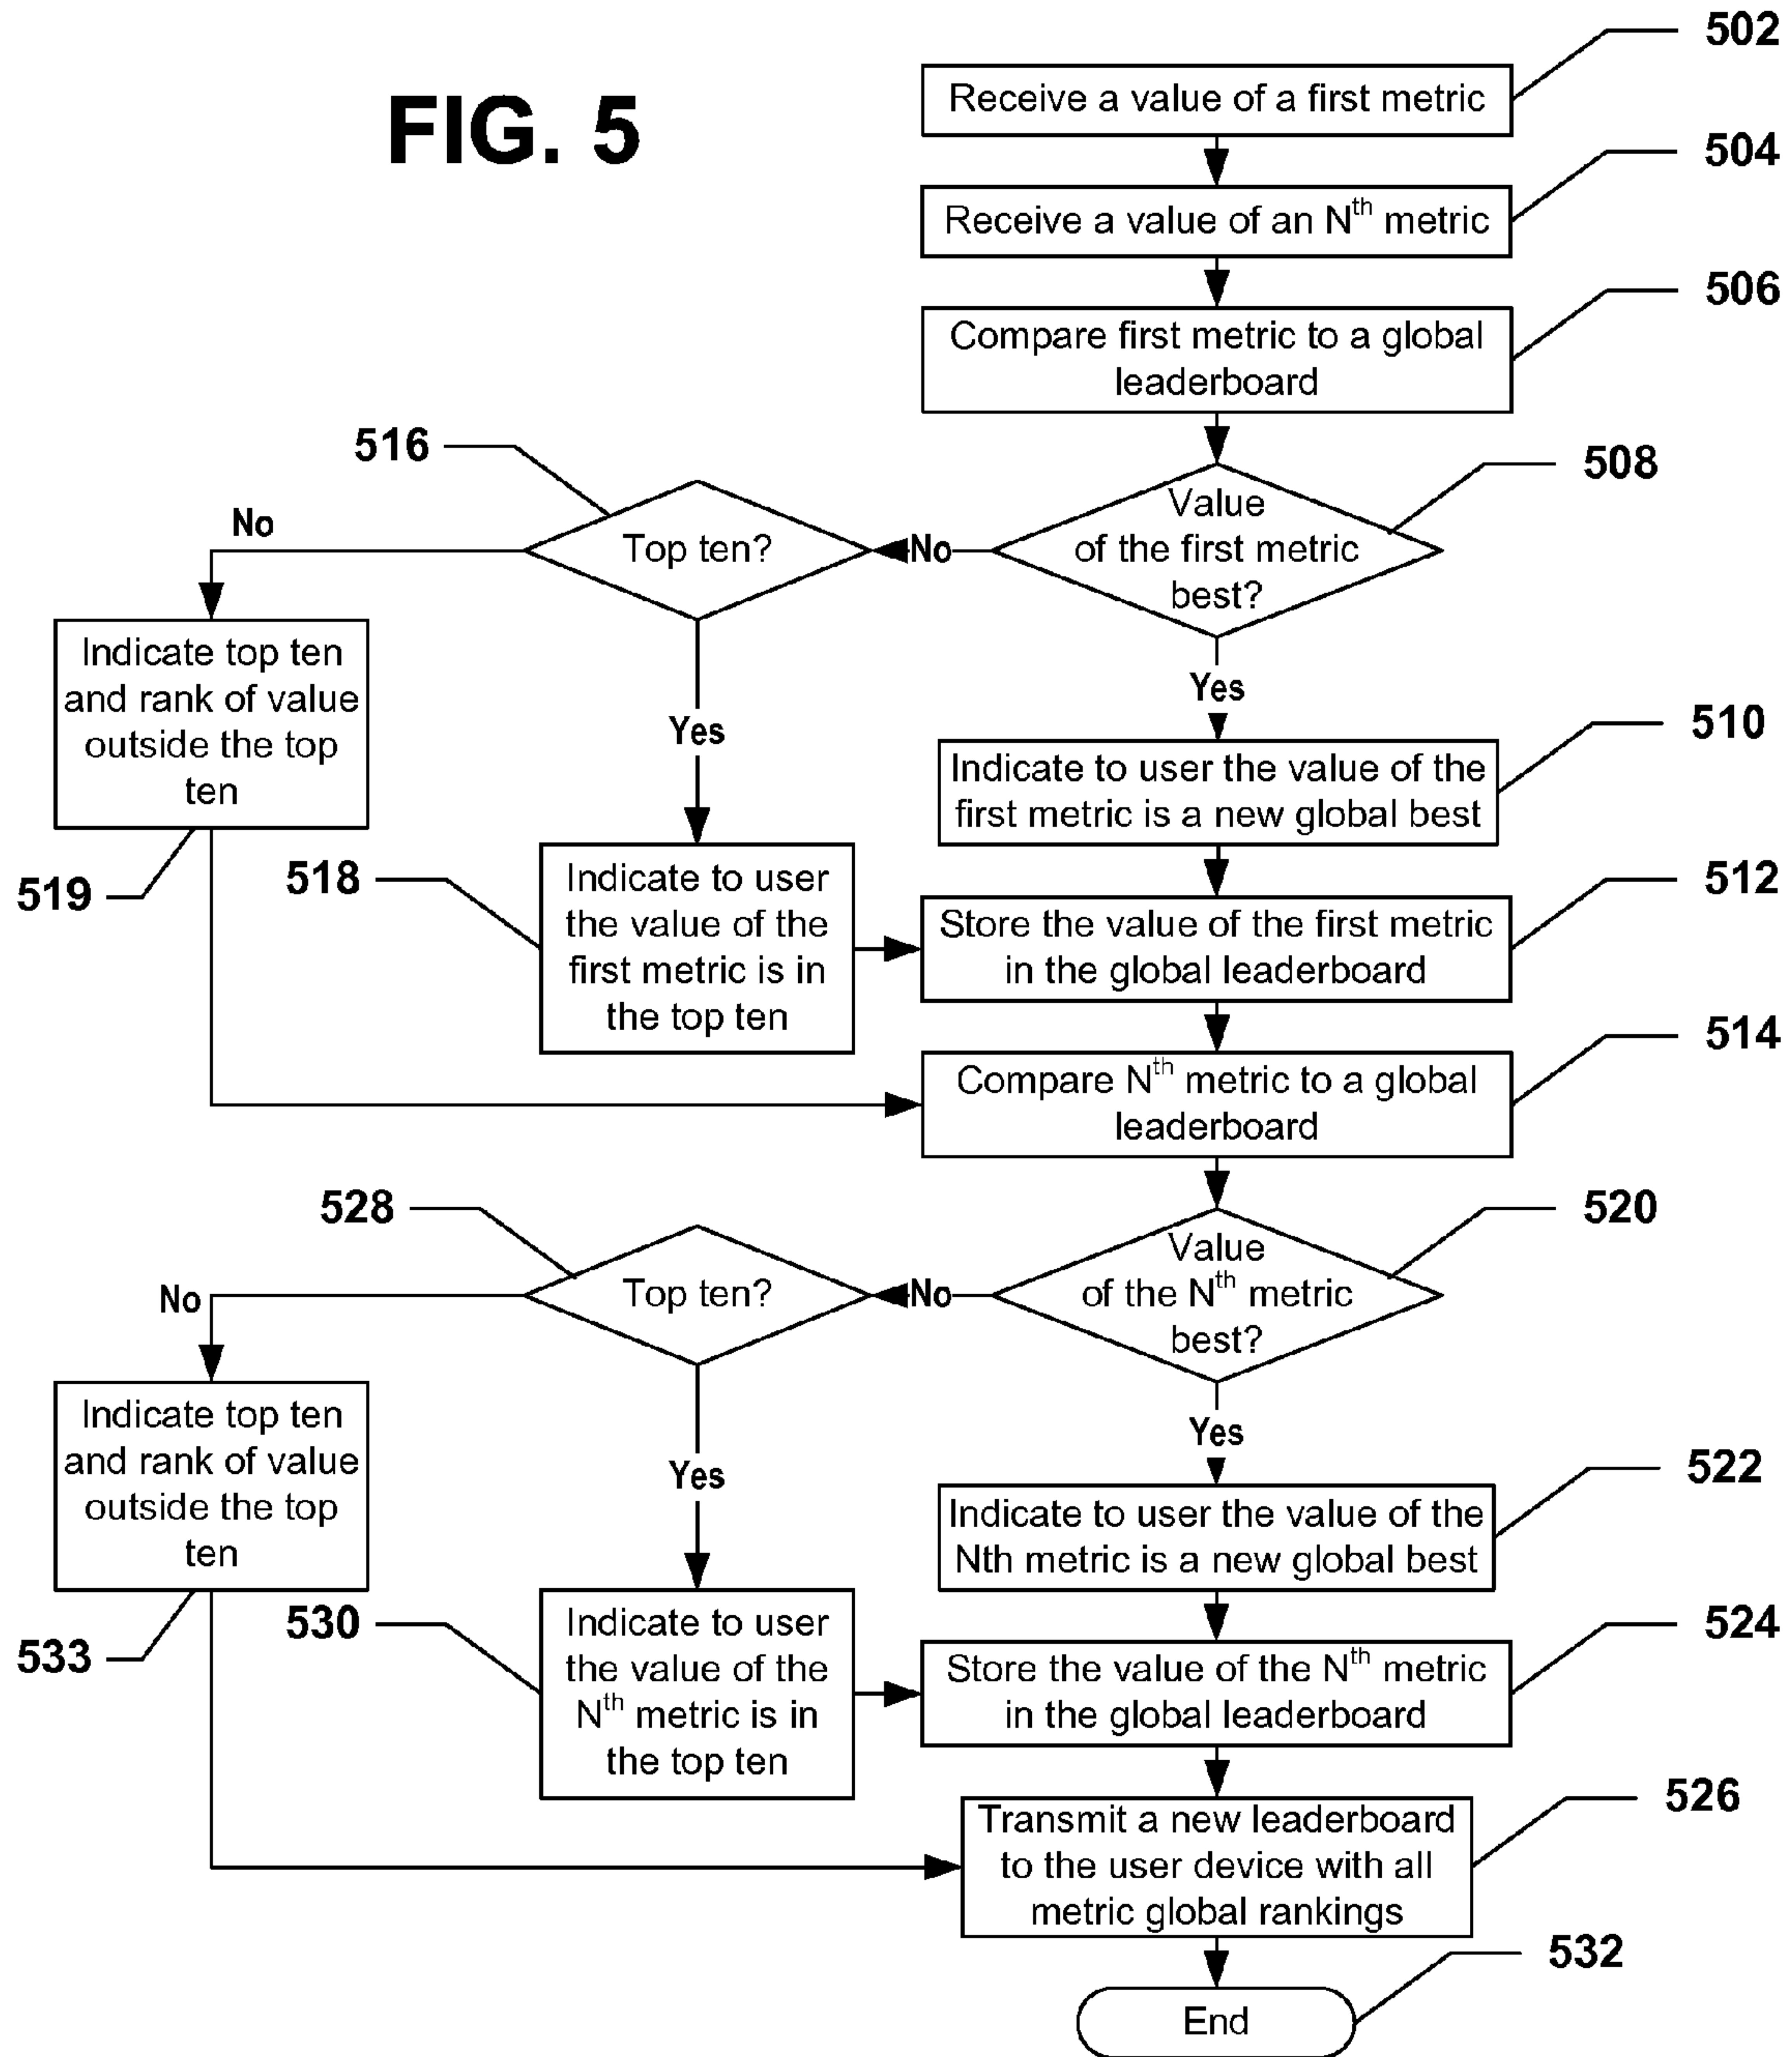 FIG. 5
502
Receive a value of a first metric
504
Receive a value of an Nth metric
506
Compare first metric to a global
leaderboard
508
Value
of the first metric
best?
No
516
Top ten?
No
Yes
Yes
Indicate top ten
and rank of value
outside the top
ten
519
510
Indicate to user the value of the
first metric is a new global best
518
Indicate to user
the value of the
first metric is in
the top ten
512
Store the value of the first metric
in the global leaderboard
514
Compare Nth metric to a global
leaderboard
520
Value
of the Nth metric
best?
No
528
Top ten?
No
Yes
Yes
Indicate top ten
and rank of value
outside the top
ten
533
522
Indicate to user the value of the
Nth metric is a new global best
530
Indicate to user
the value of the
Nth metric is in
the top ten
524
Store the value of the Nth metric
in the global leaderboard
526
Transmit a new leaderboard
to the user device with all
metric global rankings
532
End